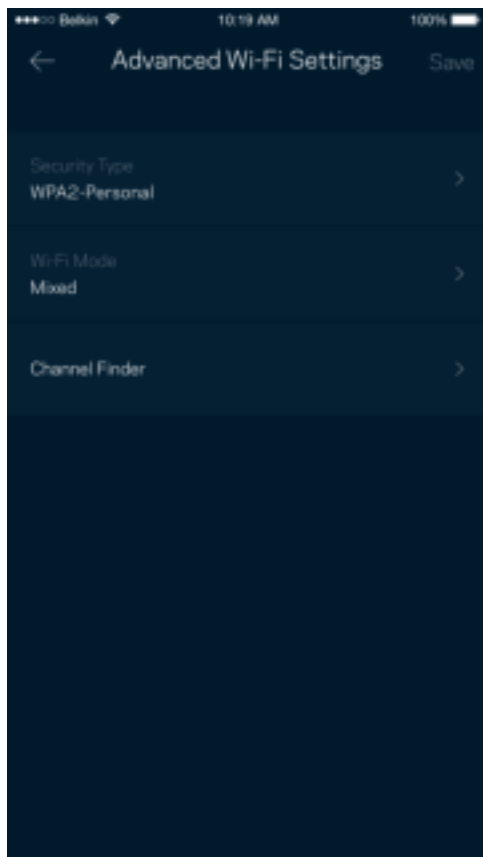 Belkin 10:19 AM 100%
Advanced Wi-Fi Settings Save
Security Type
WPA2-Personal
Wi-Fi Mode
Mixed
Channel Finder